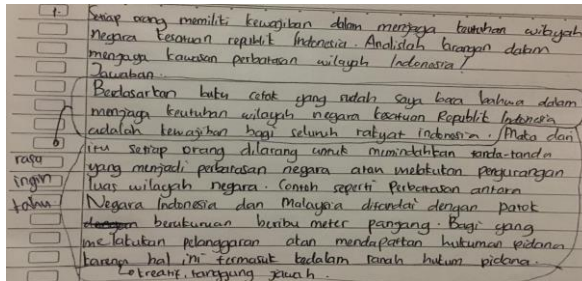 1. Setiap orang memiliki kewajiban dalam menjaga keutuhan wilayah
negara kesatuan republik Indonesia. Analislah larangan dalam
menjaga kawasan perbatasan wilayah Indonesia!
Jawaban.
Berdasarkan buku cetak yang sudah saya baca bahwa dalam
menjaga keutuhan wilayah negara kesatuan Republik Indonesia
adalah kewajiban bagi seluruh rakyat indonesia. Maka dari
itu setiap orang dilarang untuk memindahkan tanda-tanda
yang menjadi perbatasan negara atau melakukan pengurangan
luas wilayah negara. Contoh seperti Perbatasan antara
Negara Indonesia dan Malaysia ditandai dengan patok
berukuran beribu meter panjang. Bagi yang
melakukan pelanggaran akan mendapatkan hukuman pidana
karena hal ini termasuk kedalam ranah hukum pidana.
kreatif, tanggung jawab.
rasa
ingin
tahu